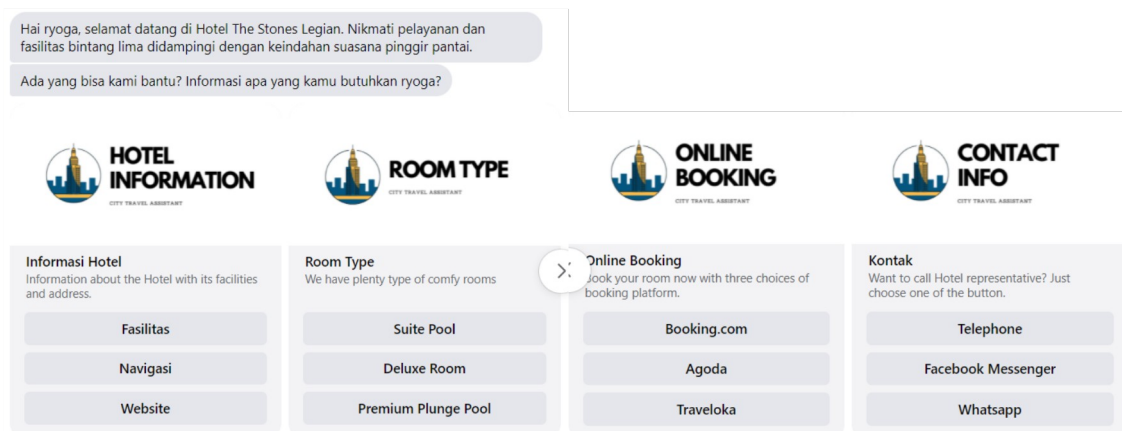 Hai ryoga, selamat datang di Hotel The Stones Legian. Nikmati pelayanan dan
fasilitas bintang lima didampingi dengan keindahan suasana pinggir pantai.
Ada yang bisa kami bantu? Informasi apa yang kamu butuhkan ryoga?
HOTEL
INFORMATION
CITY TRAVEL ASSISTANT
Informasi Hotel
Information about the Hotel with its facilities
and address.
Fasilitas
Navigasi
Website
ROOM TYPE
CITY TRAVEL ASSISTANT
Room Type
We have plenty type of comfy rooms
Suite Pool
Deluxe Room
Premium Plunge Pool
ONLINE
BOOKING
CITY TRAVEL ASSISTANT
Online Booking
Book your room now with three choices of
booking platform.
Booking.com
Agoda
Traveloka
CONTACT
INFO
CITY TRAVEL ASSISTANT
Kontak
Want to call Hotel representative? Just
choose one of the button.
Telephone
Facebook Messenger
Whatsapp